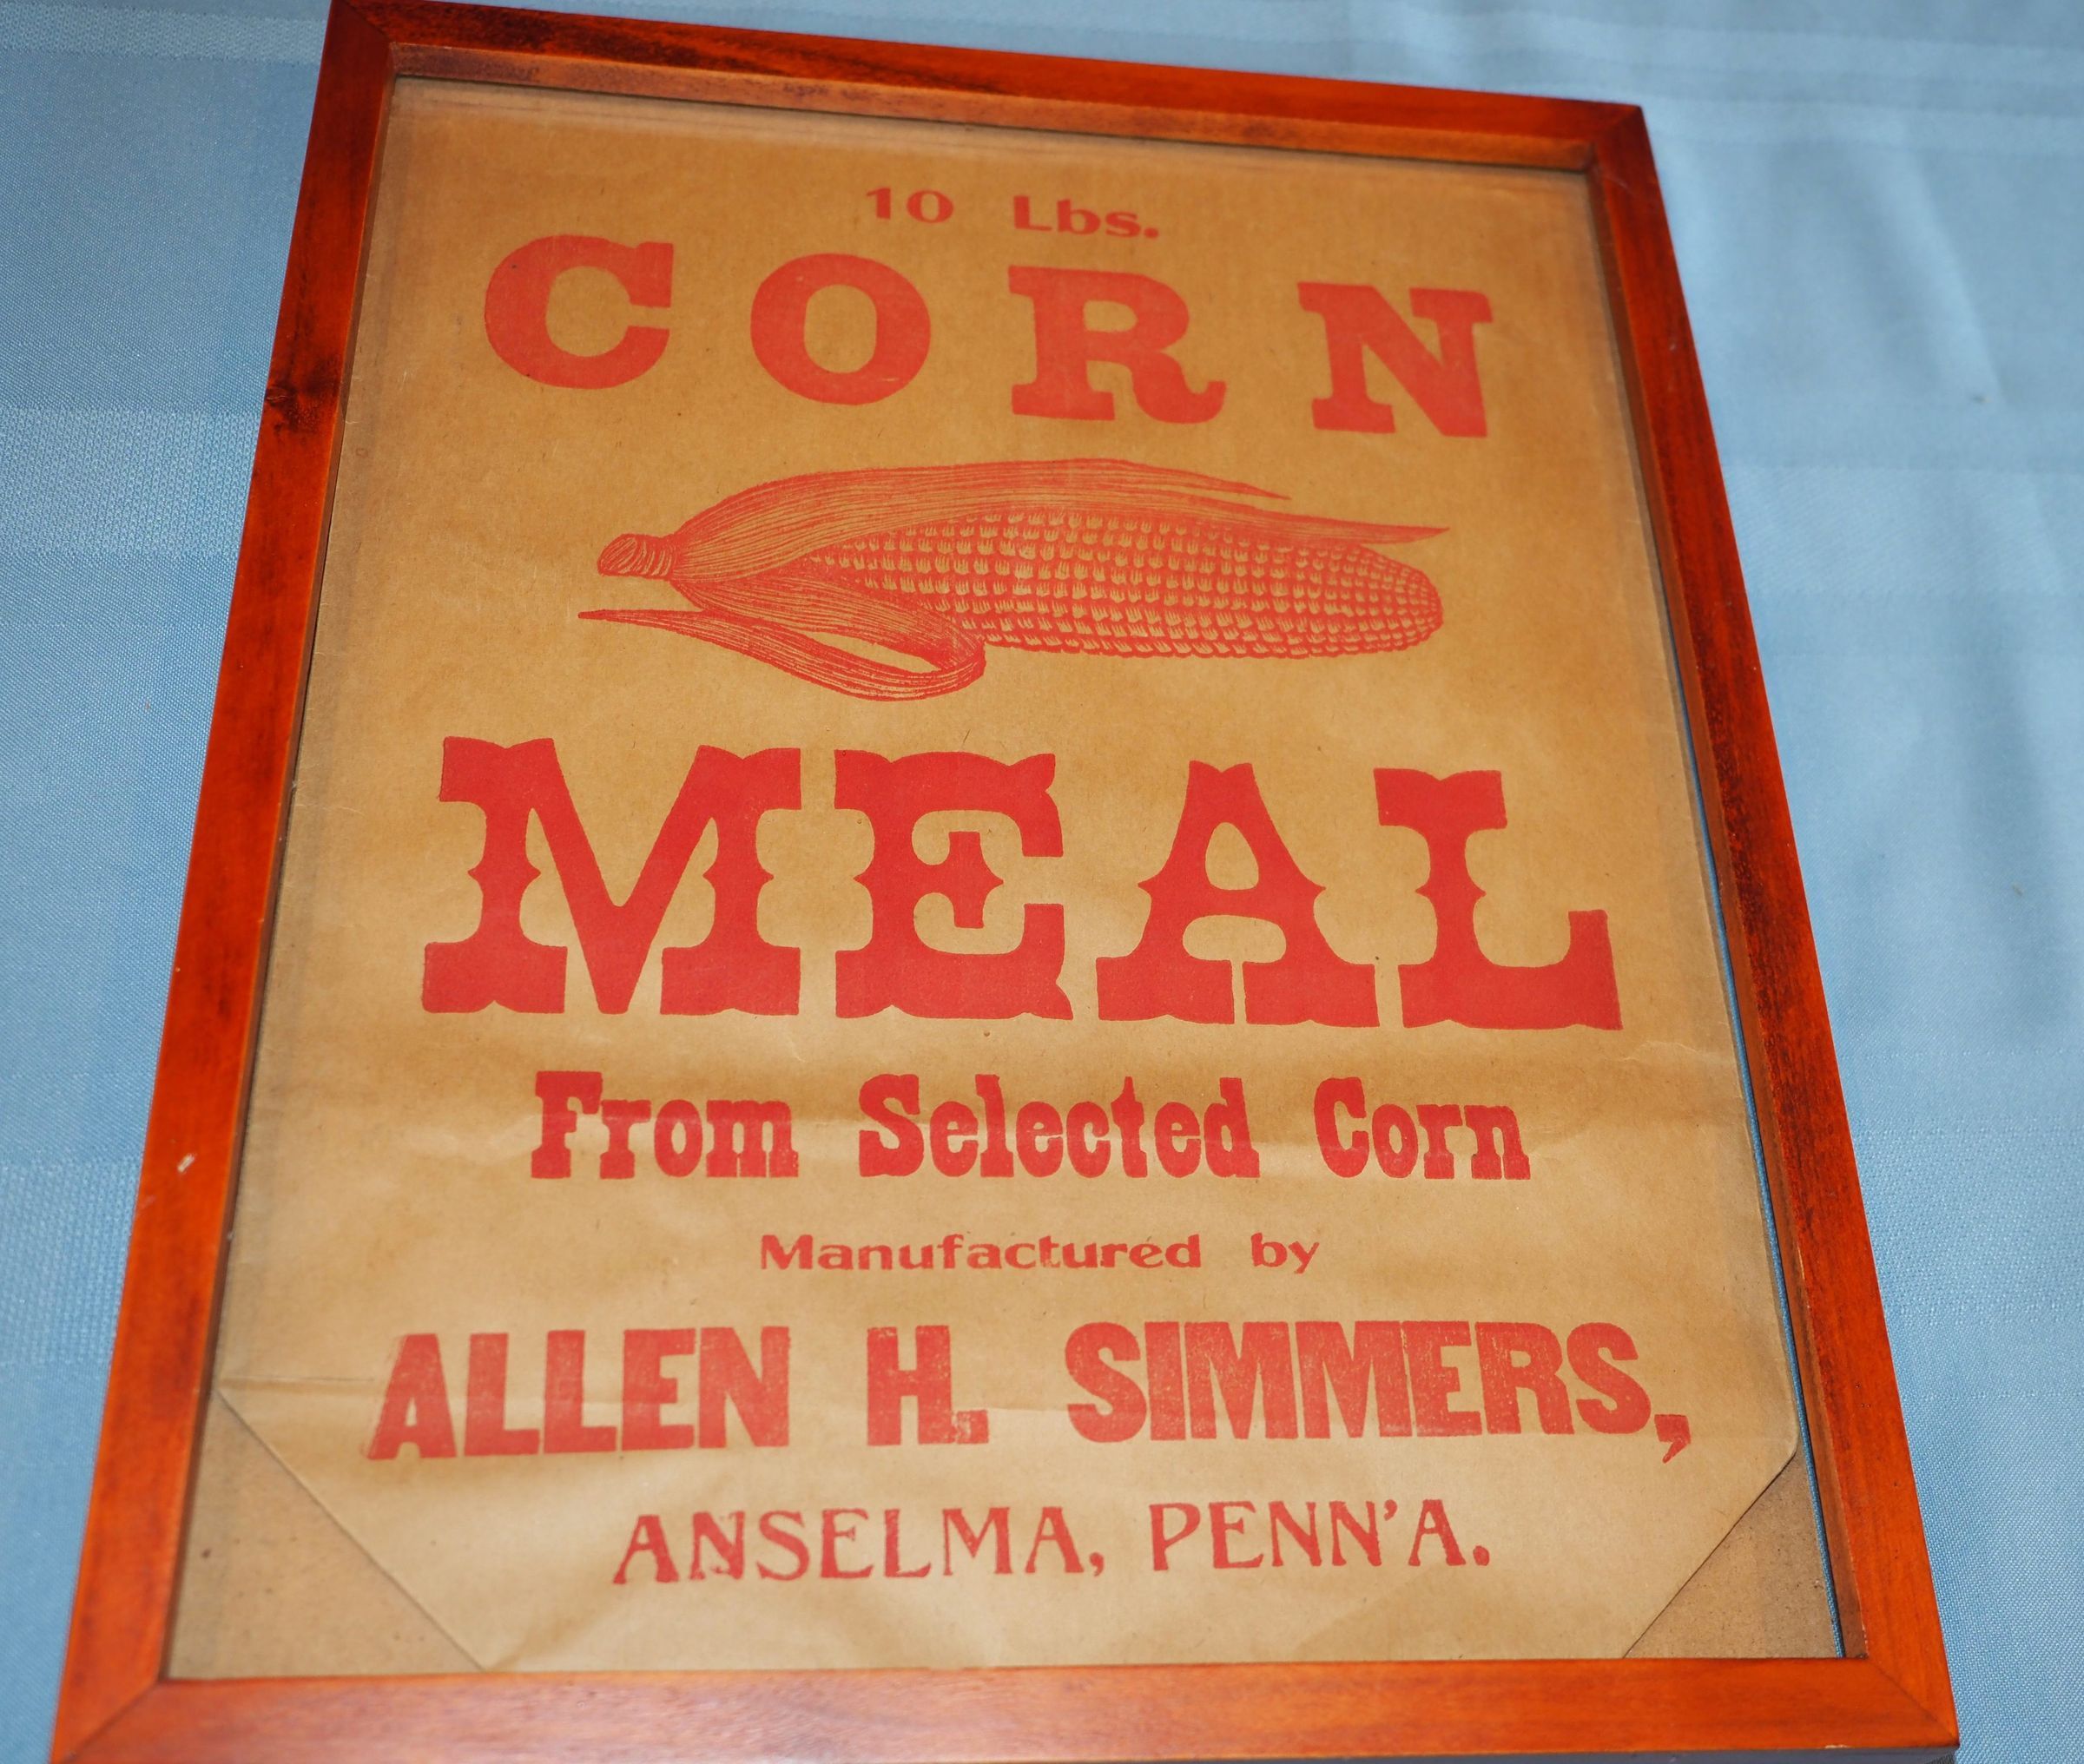 10 Lbs.
CORN
MEAL
From Selected Corn
Manufactured by
ALLEN H. SIMMERS,
ANSELMA, PENN'A.